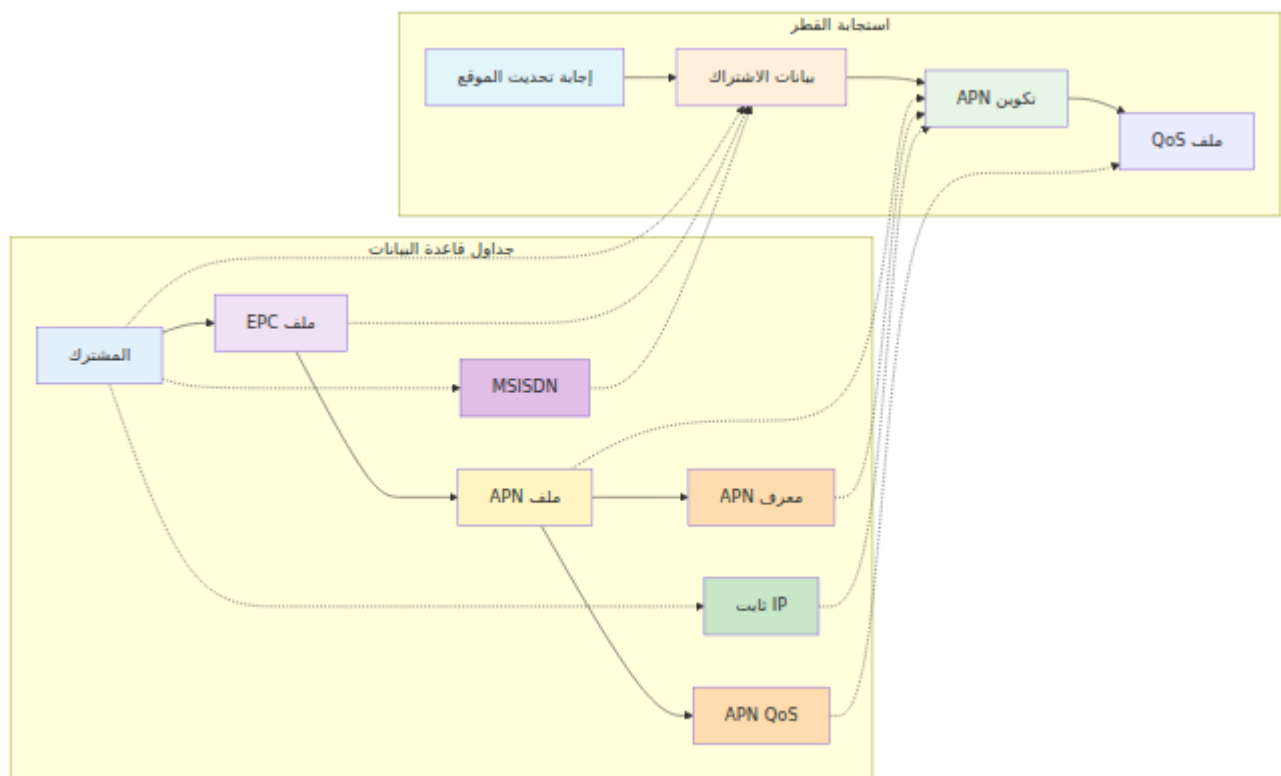 استجابة القطر
إجابة تحديث الموقع
بيانات الاشتراك
تكوين APN
ملف QoS
جداول قاعدة البيانات
ملف EPC
المشترك
MSISDN
ملف APN
معرف APN
IP ثابت
APN QoS